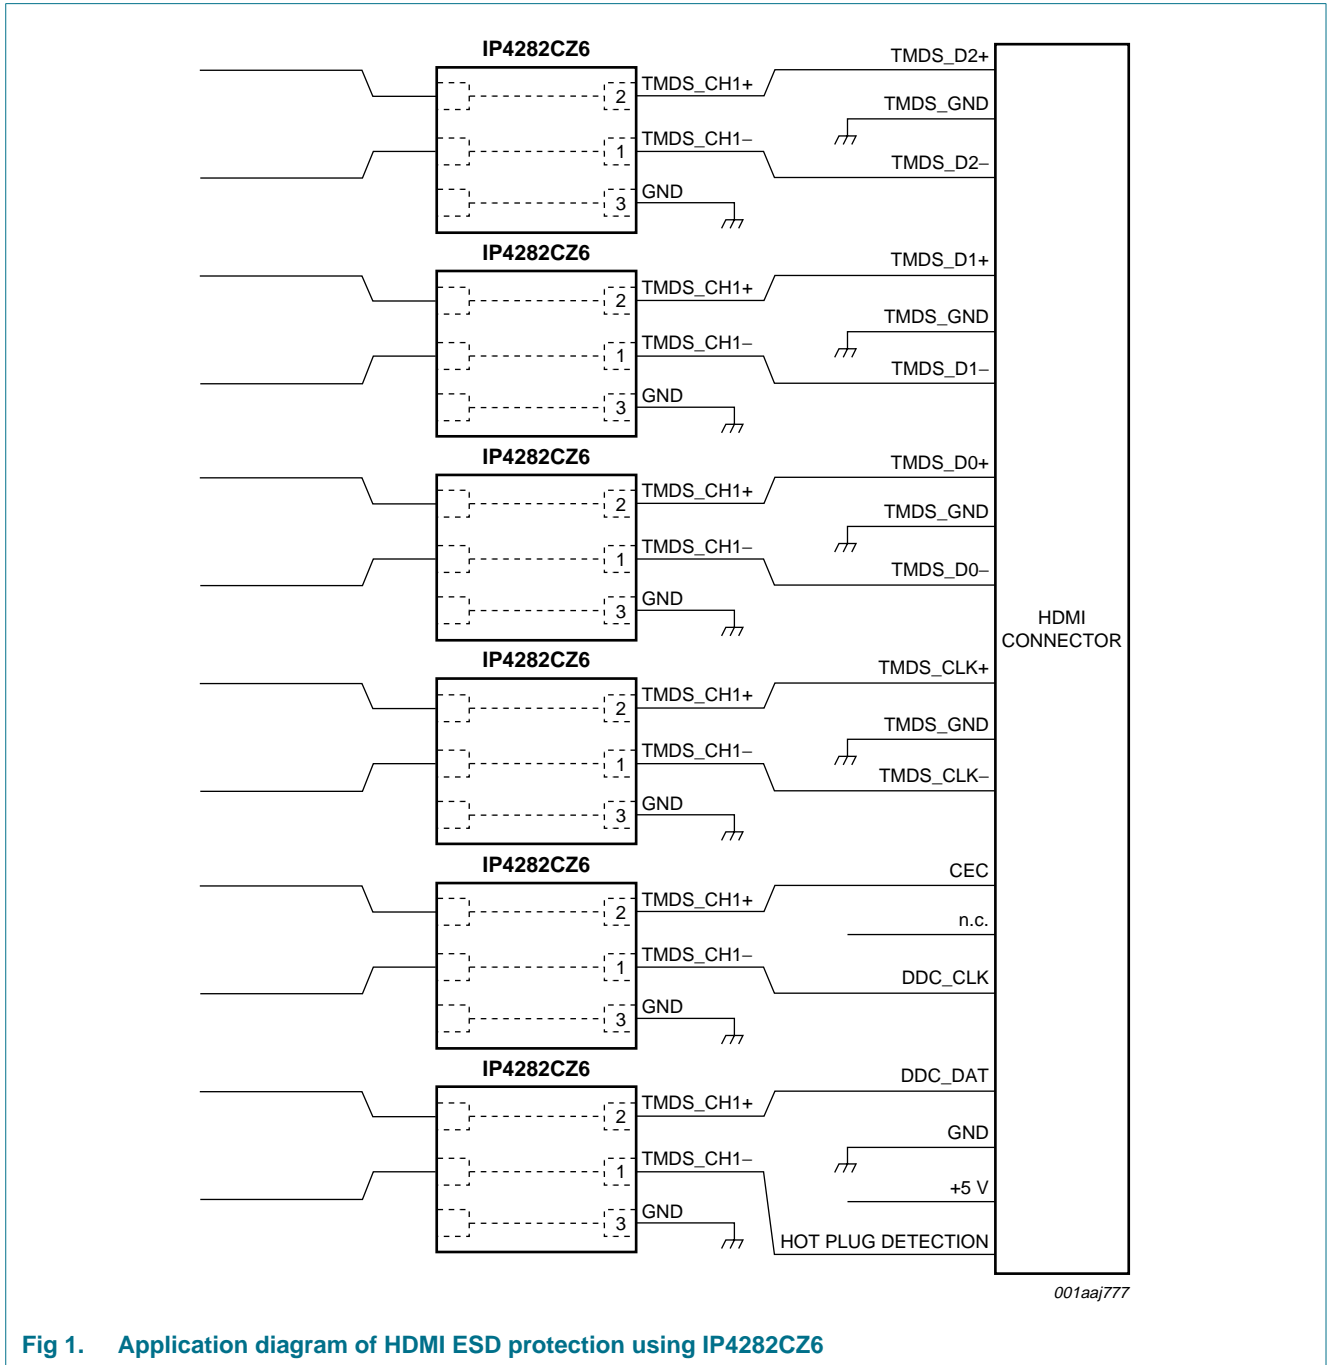 IP4282CZ6
TMDS_CH1+
2
TMDS_CH1−
1
GND
3
TMDS_D2+
TMDS_GND
TMDS_D2−
IP4282CZ6
TMDS_CH1+
2
TMDS_CH1−
1
GND
3
TMDS_D1+
TMDS_GND
TMDS_D1−
IP4282CZ6
TMDS_CH1+
2
TMDS_CH1−
1
GND
3
TMDS_D0+
TMDS_GND
TMDS_D0−
HDMI
CONNECTOR
IP4282CZ6
TMDS_CH1+
2
TMDS_CH1−
1
GND
3
TMDS_CLK+
TMDS_GND
TMDS_CLK−
IP4282CZ6
TMDS_CH1+
2
TMDS_CH1−
1
GND
3
CEC
n.c.
DDC_CLK
IP4282CZ6
TMDS_CH1+
2
TMDS_CH1−
1
GND
3
DDC_DAT
GND
+5 V
HOT PLUG DETECTION
001aaj777
Fig 1. Application diagram of HDMI ESD protection using IP4282CZ6